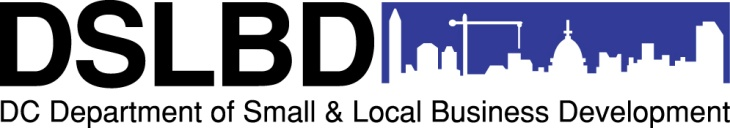 DSLBD
DC Department of Small & Local Business Development